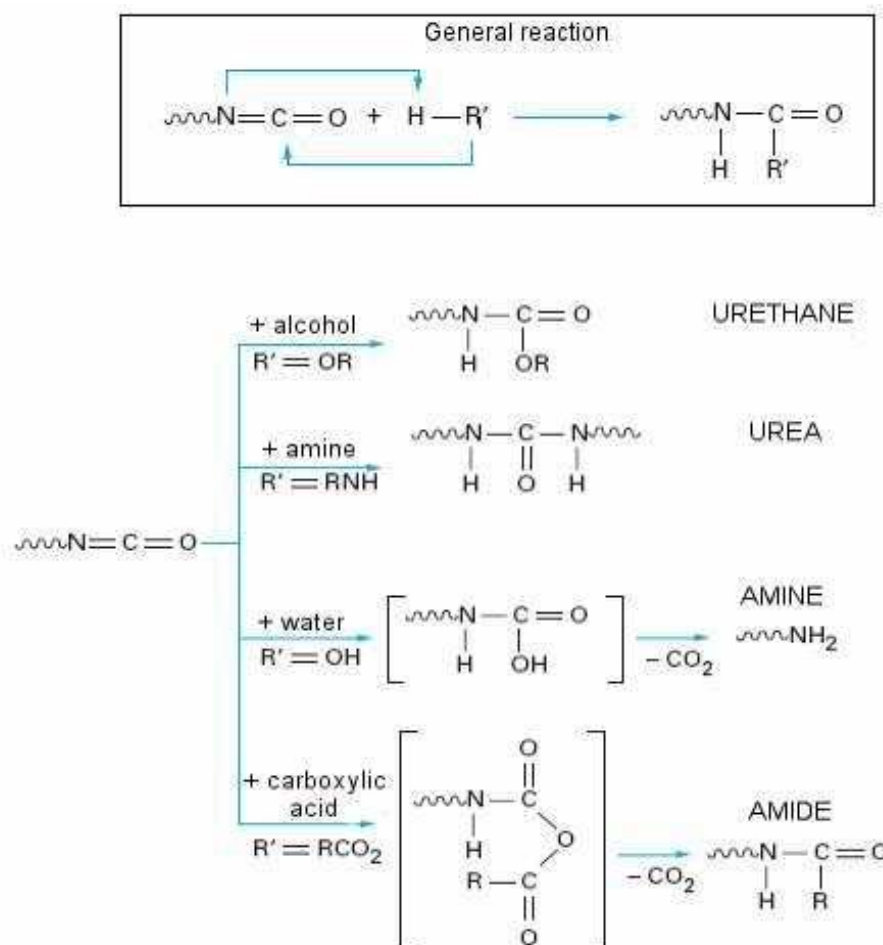 General reaction
N=C=O + H—R′ N—C=O
H R′
+ alcohol
R′=OR
N—C=O
H OR
URETHANE
+ amine
R′=RNH
N—C—N
H O H
UREA
N=C=O
+ water
R′=OH
N—C=O
H OH
–CO₂
AMINE
NH₂
+ carboxylic
acid
R′=RCO₂
O
N—C
H O
R—C
O
–CO₂
AMIDE
N—C=O
H R